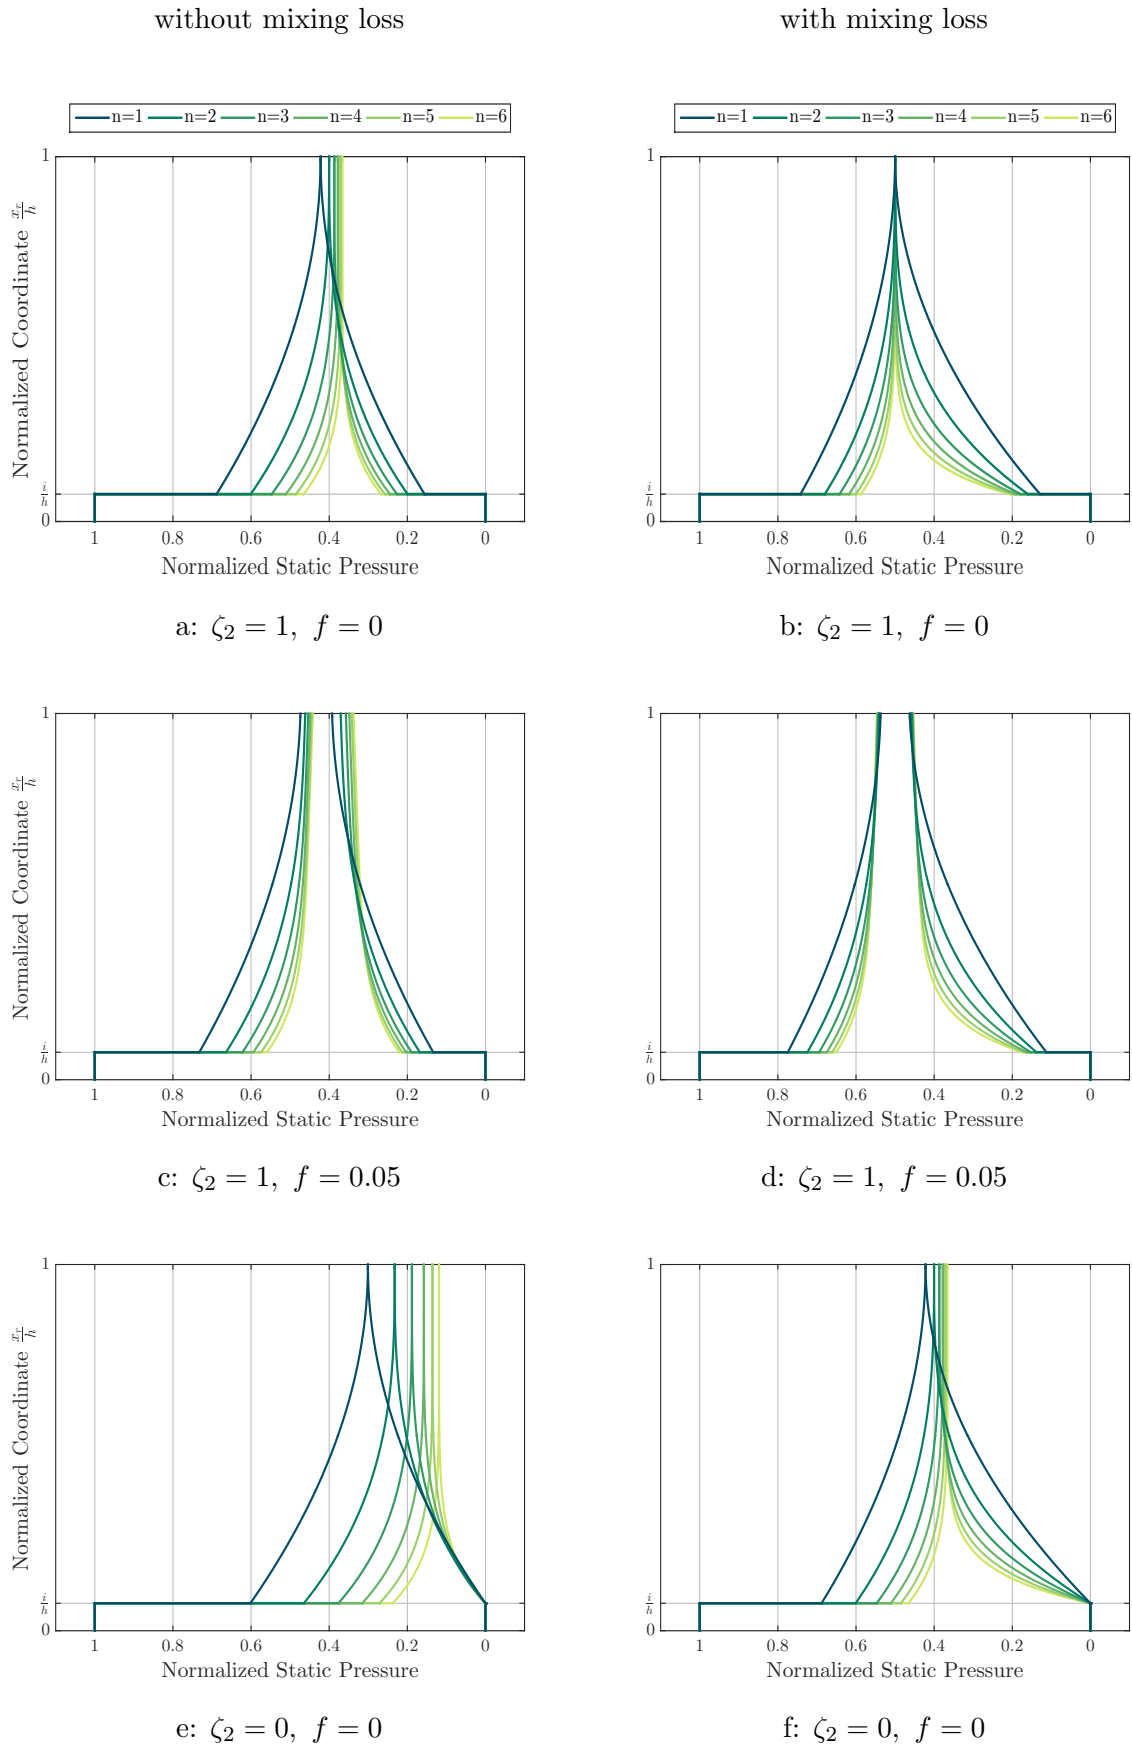 without mixing loss
with mixing loss
n=1 n=2 n=3 n=4 n=5 n=6
n=1 n=2 n=3 n=4 n=5 n=6
Normalized Coordinate x_r/h
1
i/h
0
1 0.8 0.6 0.4 0.2 0
Normalized Static Pressure
a: ζ₂ = 1, f = 0
1
i/h
0
1 0.8 0.6 0.4 0.2 0
Normalized Static Pressure
b: ζ₂ = 1, f = 0
Normalized Coordinate x_r/h
1
i/h
0
1 0.8 0.6 0.4 0.2 0
Normalized Static Pressure
c: ζ₂ = 1, f = 0.05
1
i/h
0
1 0.8 0.6 0.4 0.2 0
Normalized Static Pressure
d: ζ₂ = 1, f = 0.05
Normalized Coordinate x_r/h
1
i/h
0
1 0.8 0.6 0.4 0.2 0
Normalized Static Pressure
e: ζ₂ = 0, f = 0
1
i/h
0
1 0.8 0.6 0.4 0.2 0
Normalized Static Pressure
f: ζ₂ = 0, f = 0